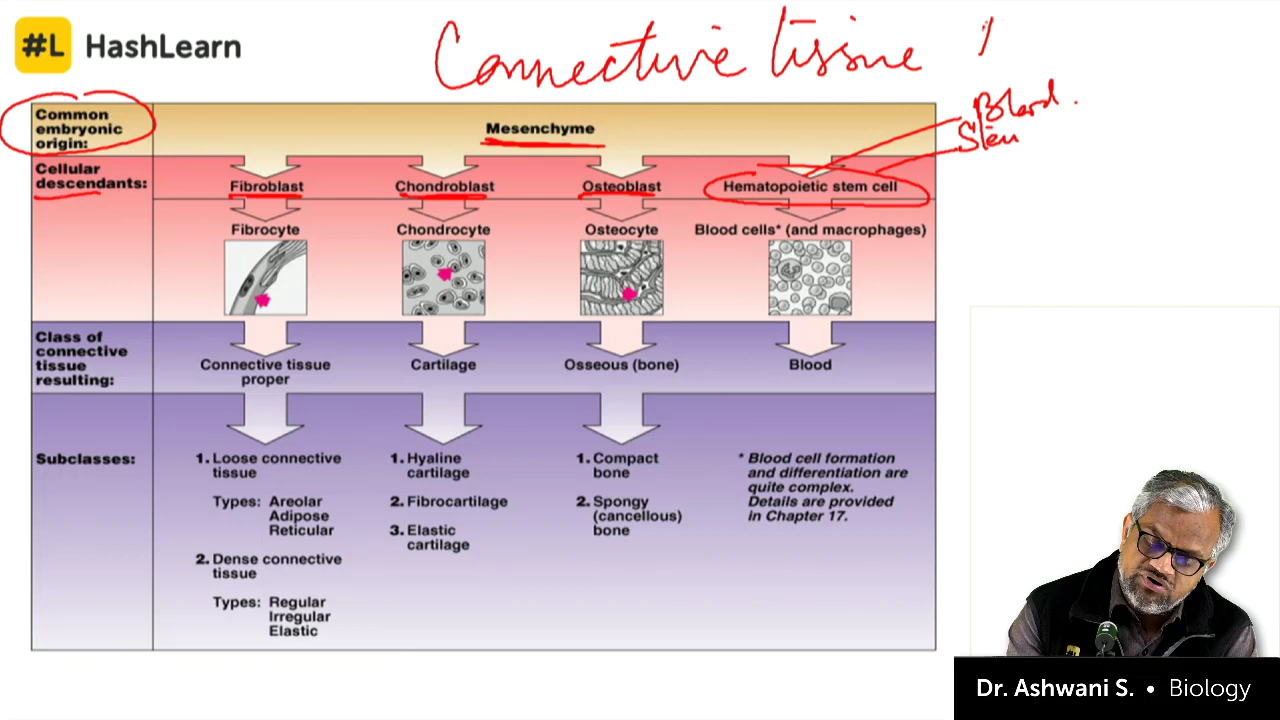 #L HashLearn
Connective tissue
Blood.
Stem
Common
embryonic
origin:
Mesenchyme
Cellular
descendants:
Fibroblast
Chondroblast
Osteoblast
Hematopoietic stem cell
Fibrocyte
Chondrocyte
Osteocyte
Blood cells* (and macrophages)
Class of
connective
tissue
resulting:
Connective tissue
proper
Cartilage
Osseous (bone)
Blood
Subclasses:
1. Loose connective
tissue
Types: Areolar
Adipose
Reticular
2. Dense connective
tissue
Types: Regular
Irregular
Elastic
1. Hyaline
cartilage
2. Fibrocartilage
3. Elastic
cartilage
1. Compact
bone
2. Spongy
(cancellous)
bone
* Blood cell formation
and differentiation are
quite complex.
Details are provided
in Chapter 17.
Dr. Ashwani S. • Biology